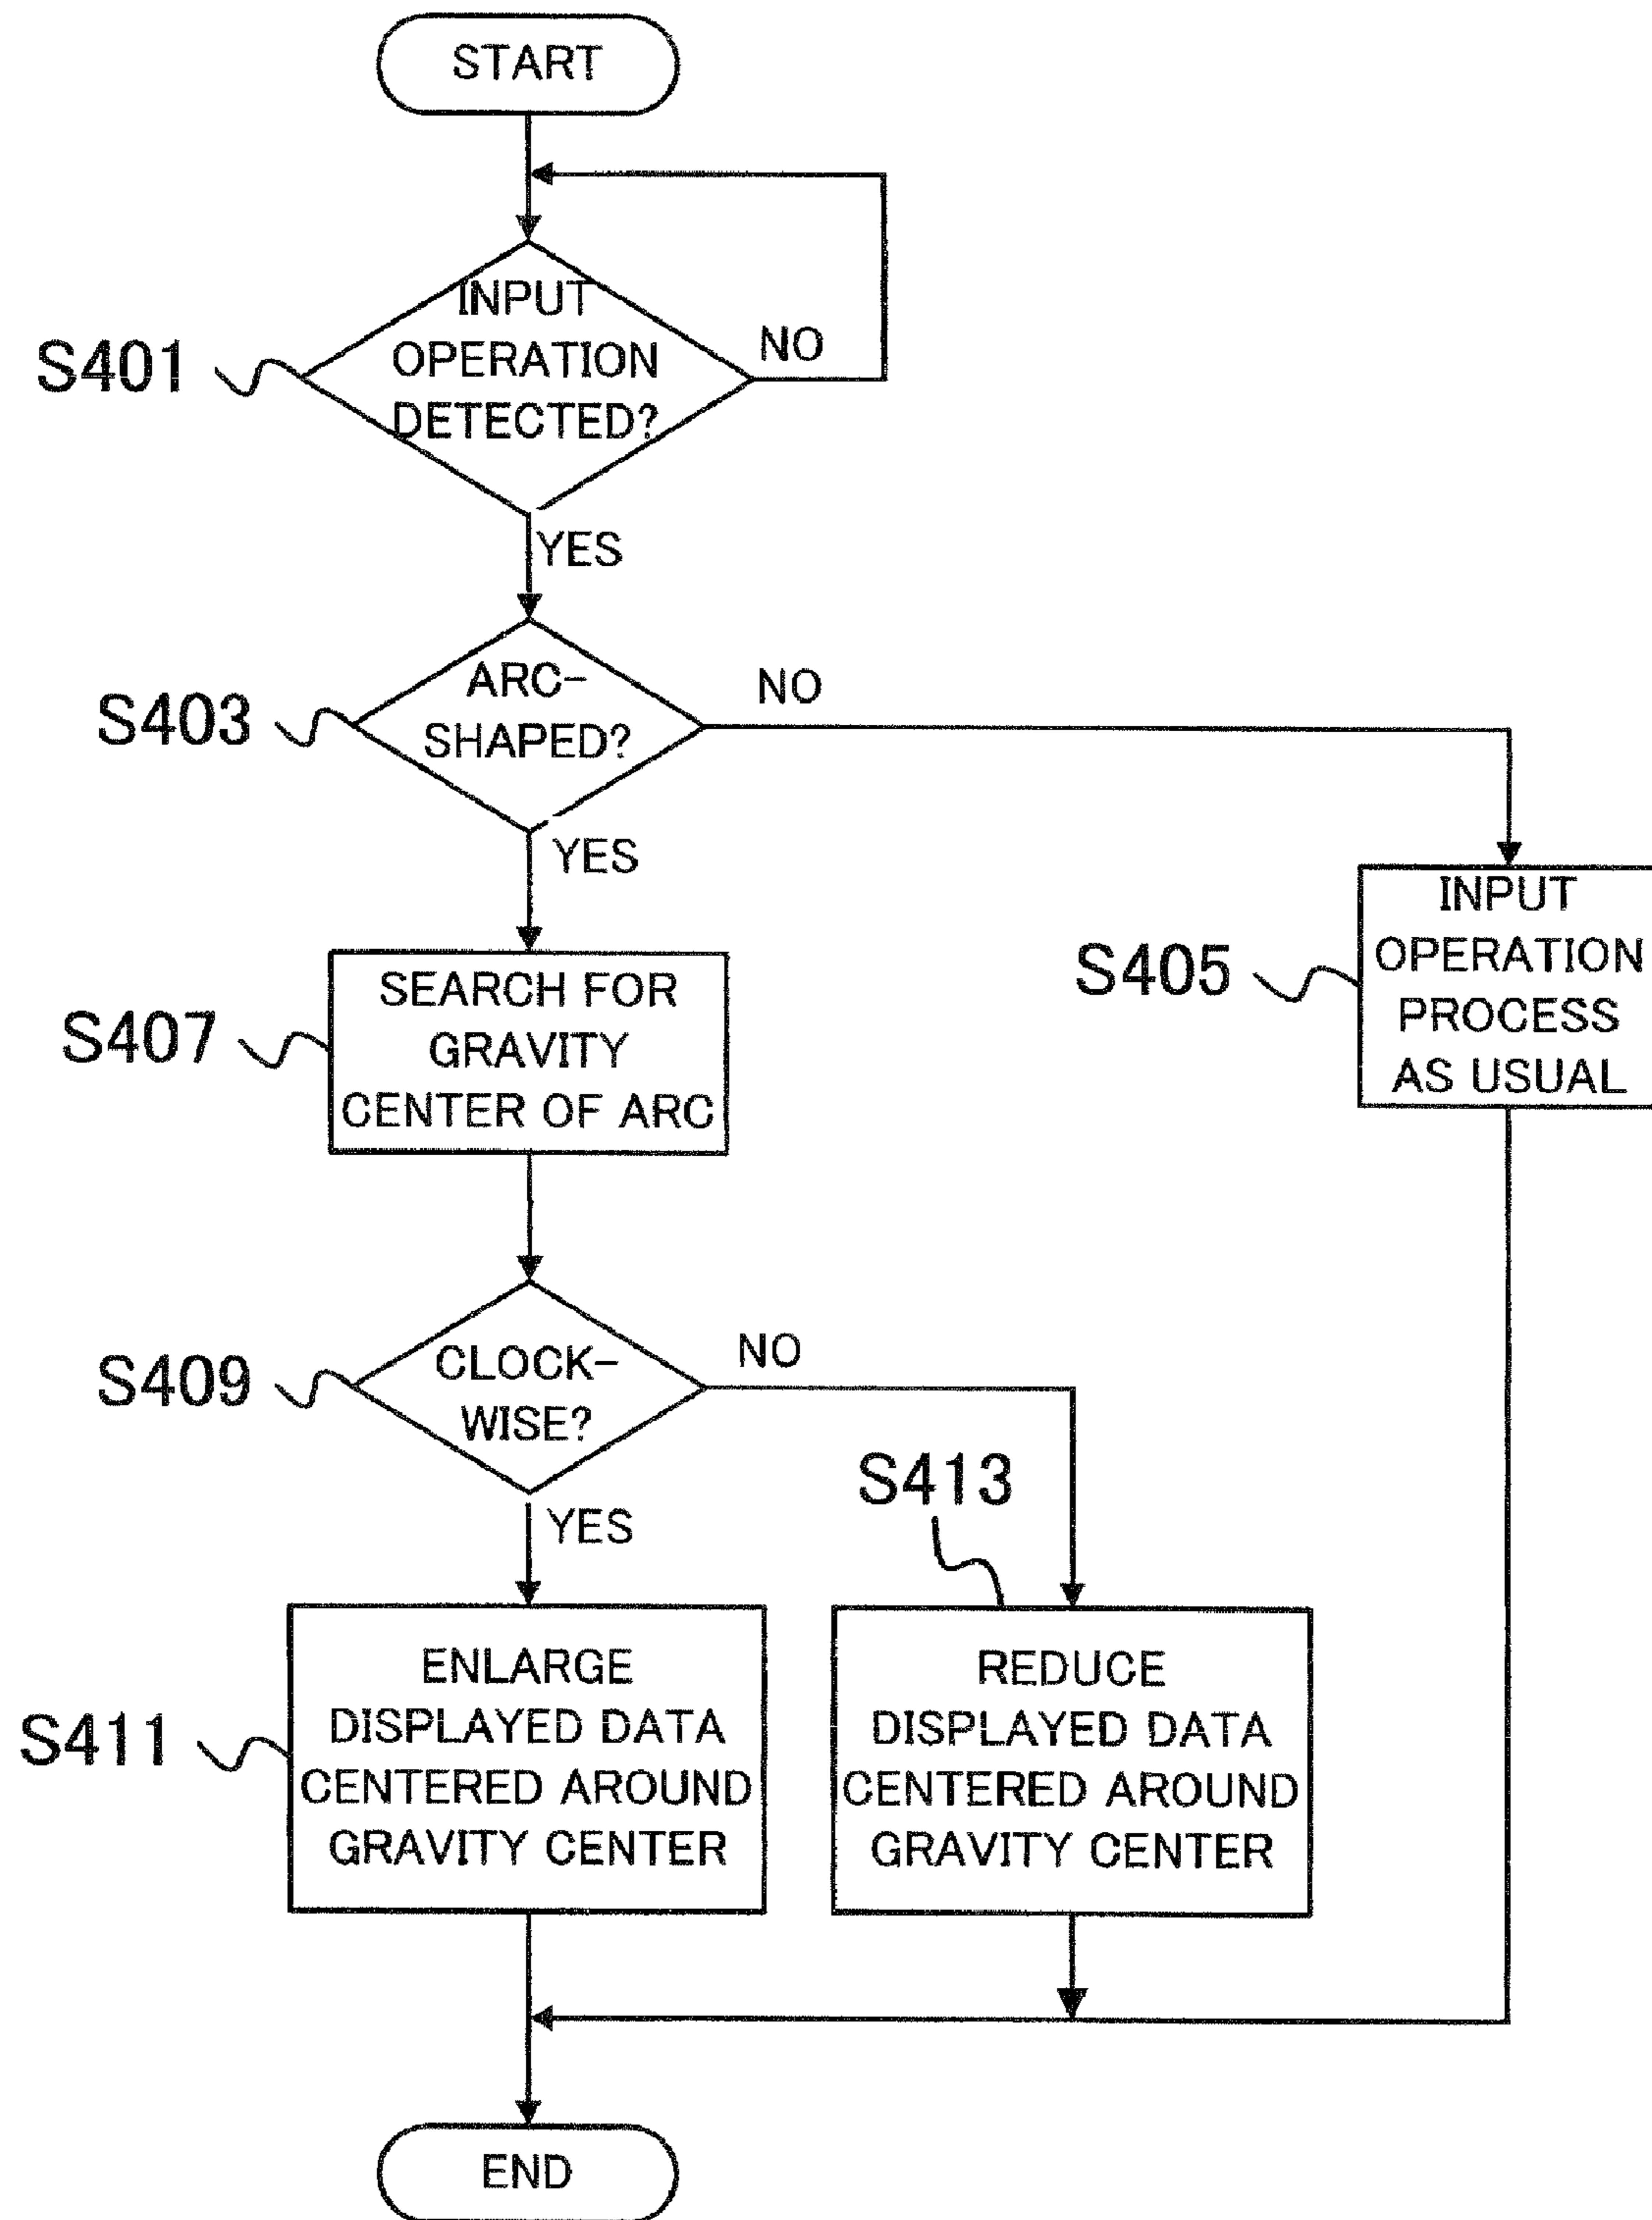 START
INPUT
OPERATION
DETECTED?
NO
S401
YES
ARC-
SHAPED?
NO
S403
YES
INPUT
OPERATION
PROCESS
AS USUAL
S405
SEARCH FOR
GRAVITY
CENTER OF ARC
S407
CLOCK-
WISE?
NO
S409
YES
S413
ENLARGE
DISPLAYED DATA
CENTERED AROUND
GRAVITY CENTER
S411
REDUCE
DISPLAYED DATA
CENTERED AROUND
GRAVITY CENTER
END